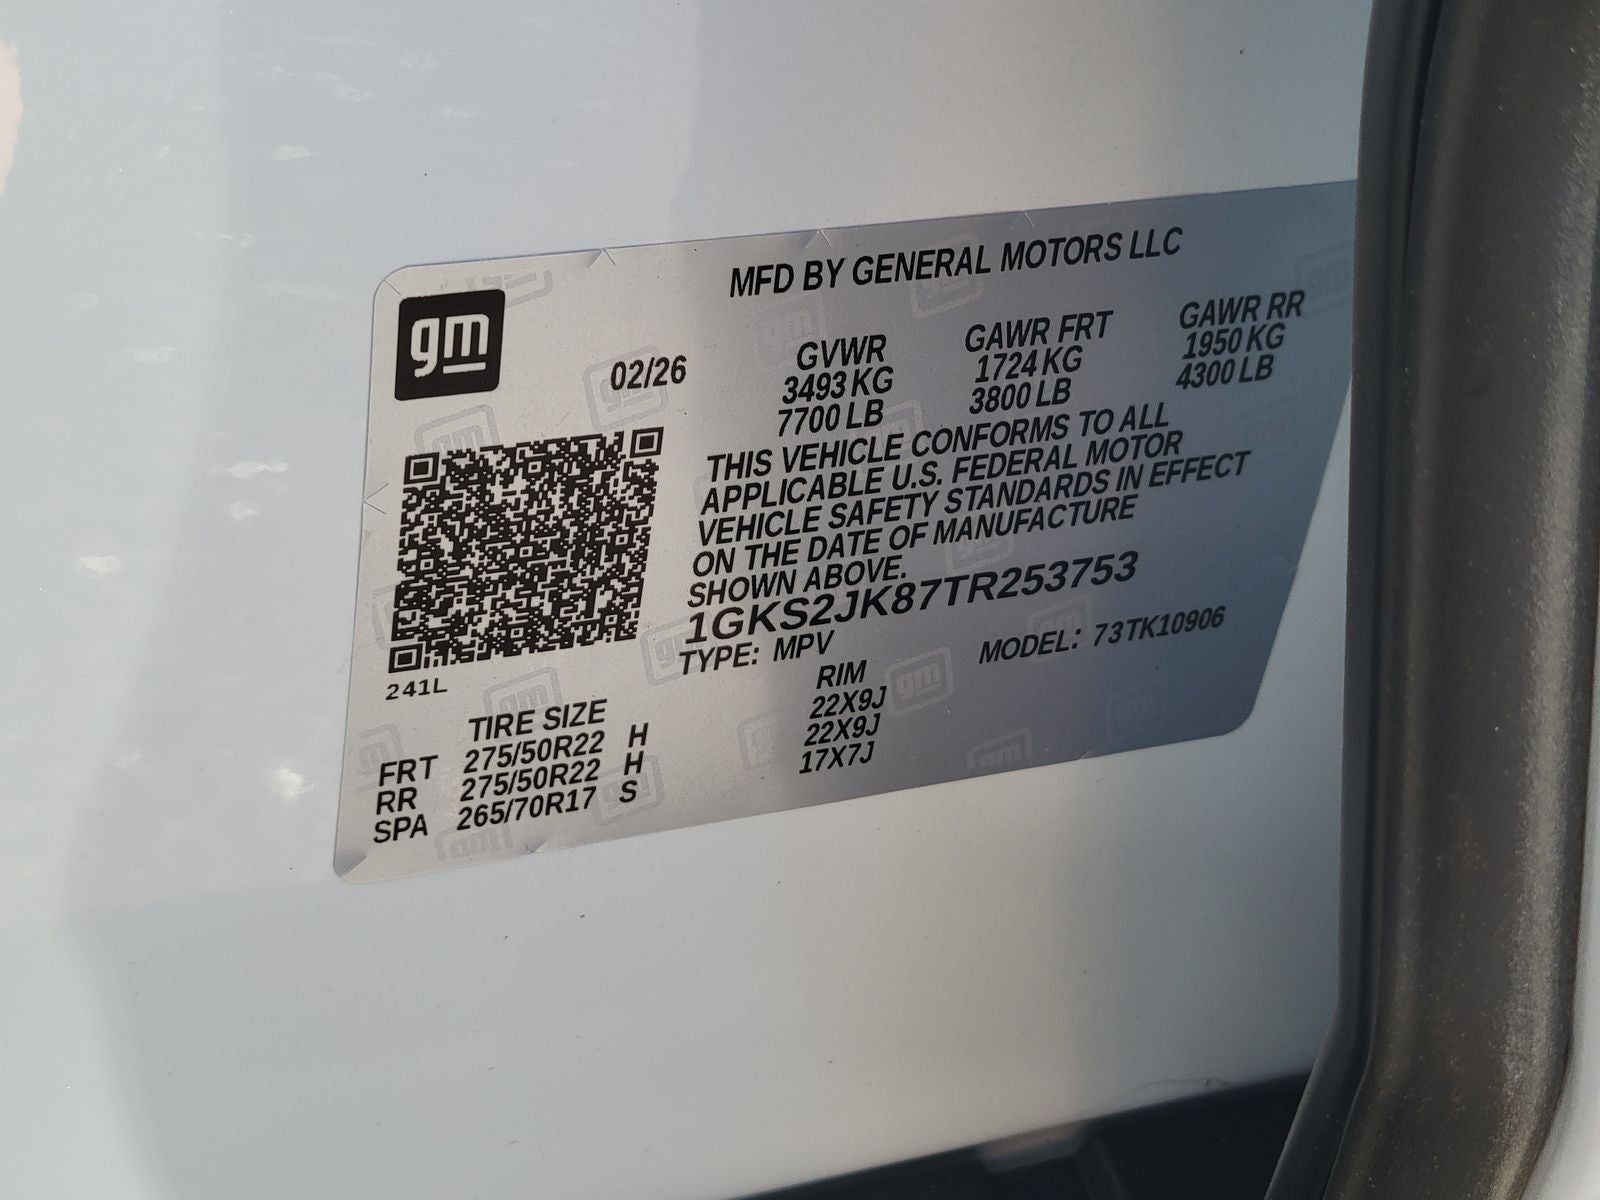 MFD BY GENERAL MOTORS LLC
gm
02/26
GVWR GAWR FRT GAWR RR
3493 KG 1724 KG 1950 KG
7700 LB 3800 LB 4300 LB
THIS VEHICLE CONFORMS TO ALL
APPLICABLE U.S. FEDERAL MOTOR
VEHICLE SAFETY STANDARDS IN EFFECT
ON THE DATE OF MANUFACTURE
SHOWN ABOVE.
1GKS2JK87TR253753
TYPE: MPV MODEL: 73TK10906
241L
TIRE SIZE RIM
FRT 275/50R22 H 22X9J
RR 275/50R22 H 22X9J
SPA 265/70R17 S 17X7J